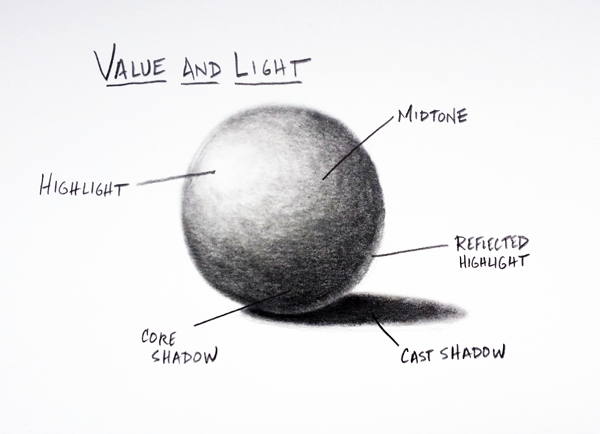 VALUE AND LIGHT
MIDTONE
HIGHLIGHT
REFLECTED
HIGHLIGHT
CORE
SHADOW
CAST SHADOW